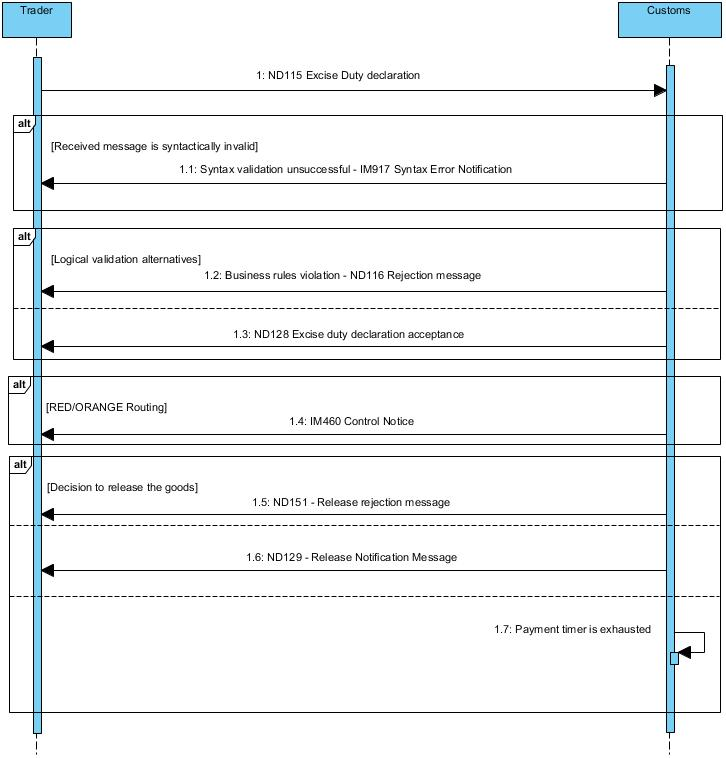 Trader
Customs
1: ND115 Excise Duty declaration
alt
[Received message is syntactically invalid]
1.1: Syntax validation unsuccessful - IM917 Syntax Error Notification
alt
[Logical validation alternatives]
1.2: Business rules violation - ND116 Rejection message
1.3: ND128 Excise duty declaration acceptance
alt
[RED/ORANGE Routing]
1.4: IM460 Control Notice
alt
[Decision to release the goods]
1.5: ND151 - Release rejection message
1.6: ND129 - Release Notification Message
1.7: Payment timer is exhausted